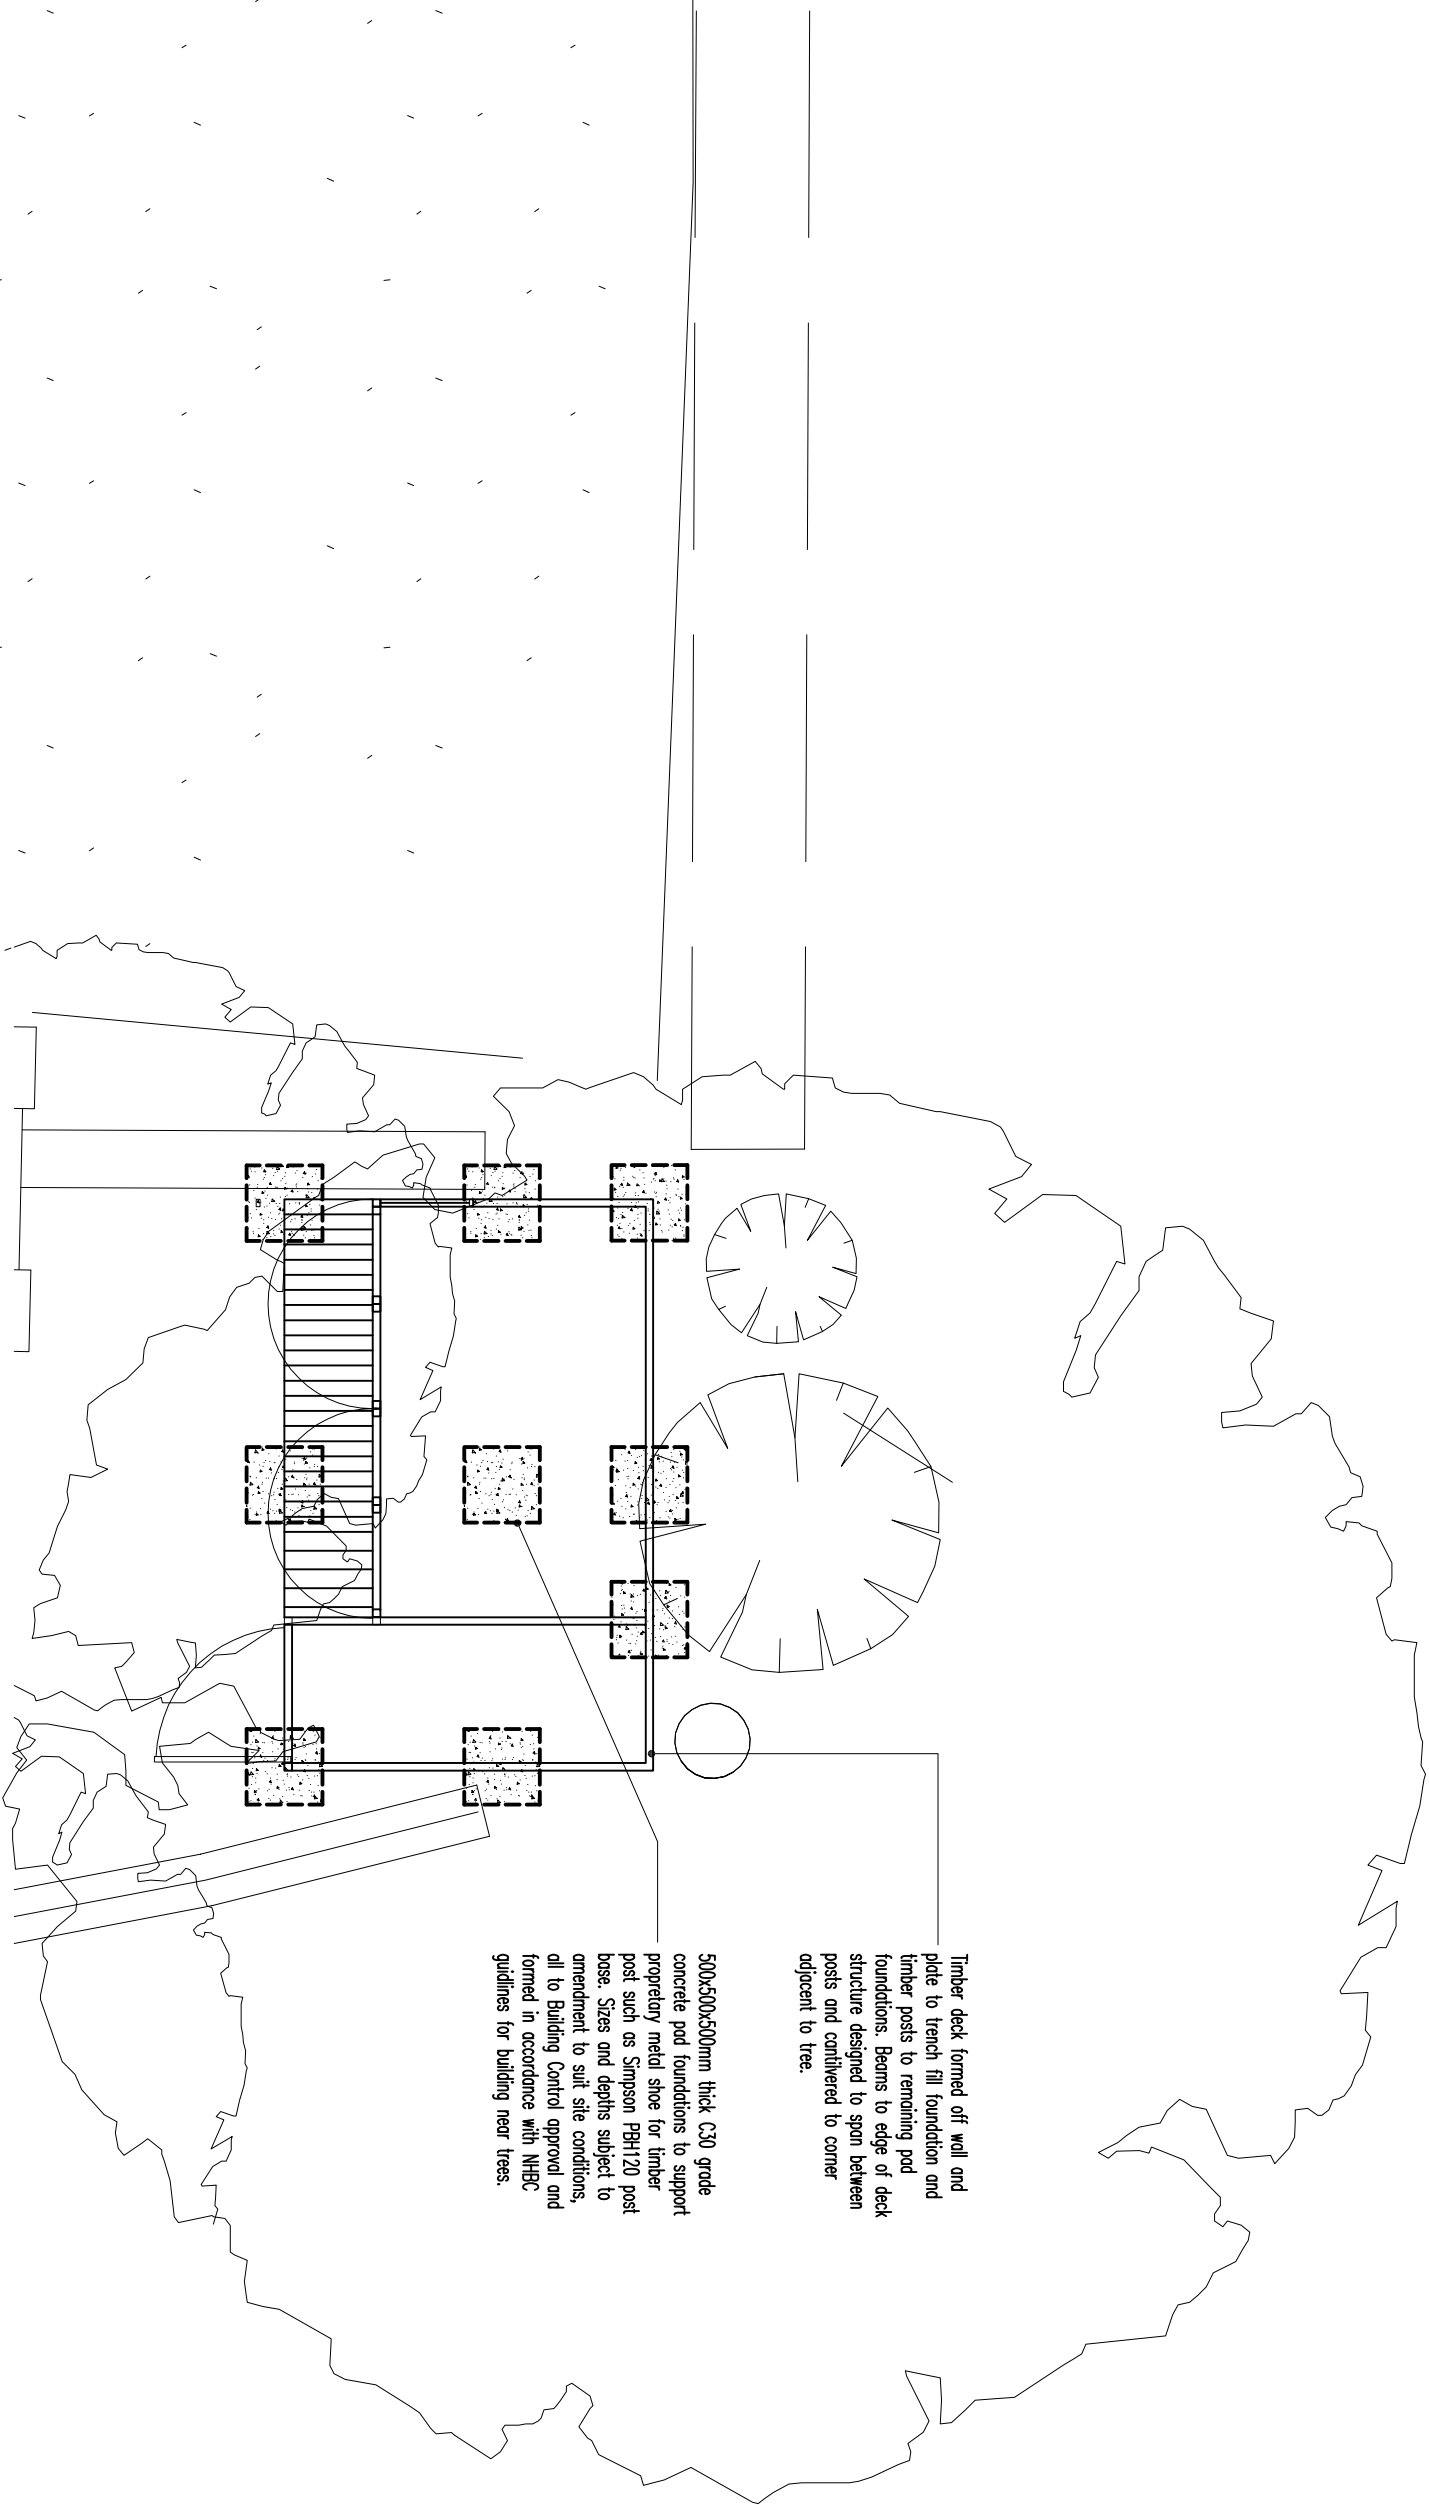 Timber deck formed off wall and
plate to trench fill foundation and
timber posts to remaining pad
foundations. Beams to edge of deck
structure designed to span between
posts and cantilvered to corner
adjacent to tree.
500x500x500mm thick C30 grade
concrete pad foundations to support
propretary metal shoe for timber
post such as Simpson PBH120 post
base. Sizes and depths subject to
amendment to suit site conditions,
all to Building Control approval and
formed in accordance with NHBC
guidlines for building near trees.